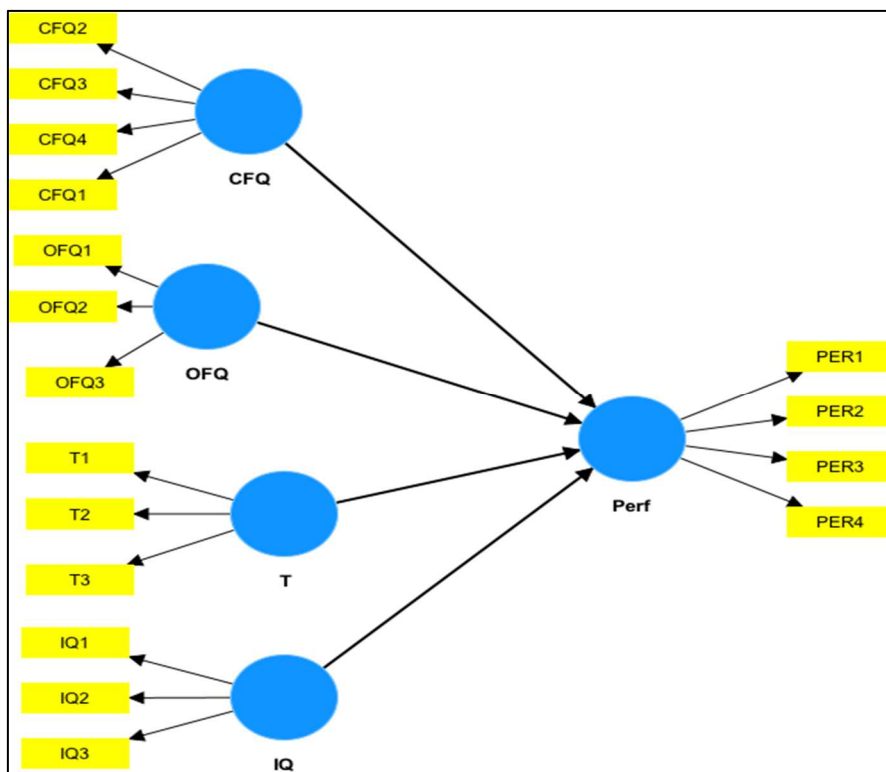 CFQ2
CFQ3
CFQ4
CFQ1
CFQ
OFQ1
OFQ2
OFQ3
OFQ
T1
T2
T3
T
IQ1
IQ2
IQ3
IQ
Perf
PER1
PER2
PER3
PER4